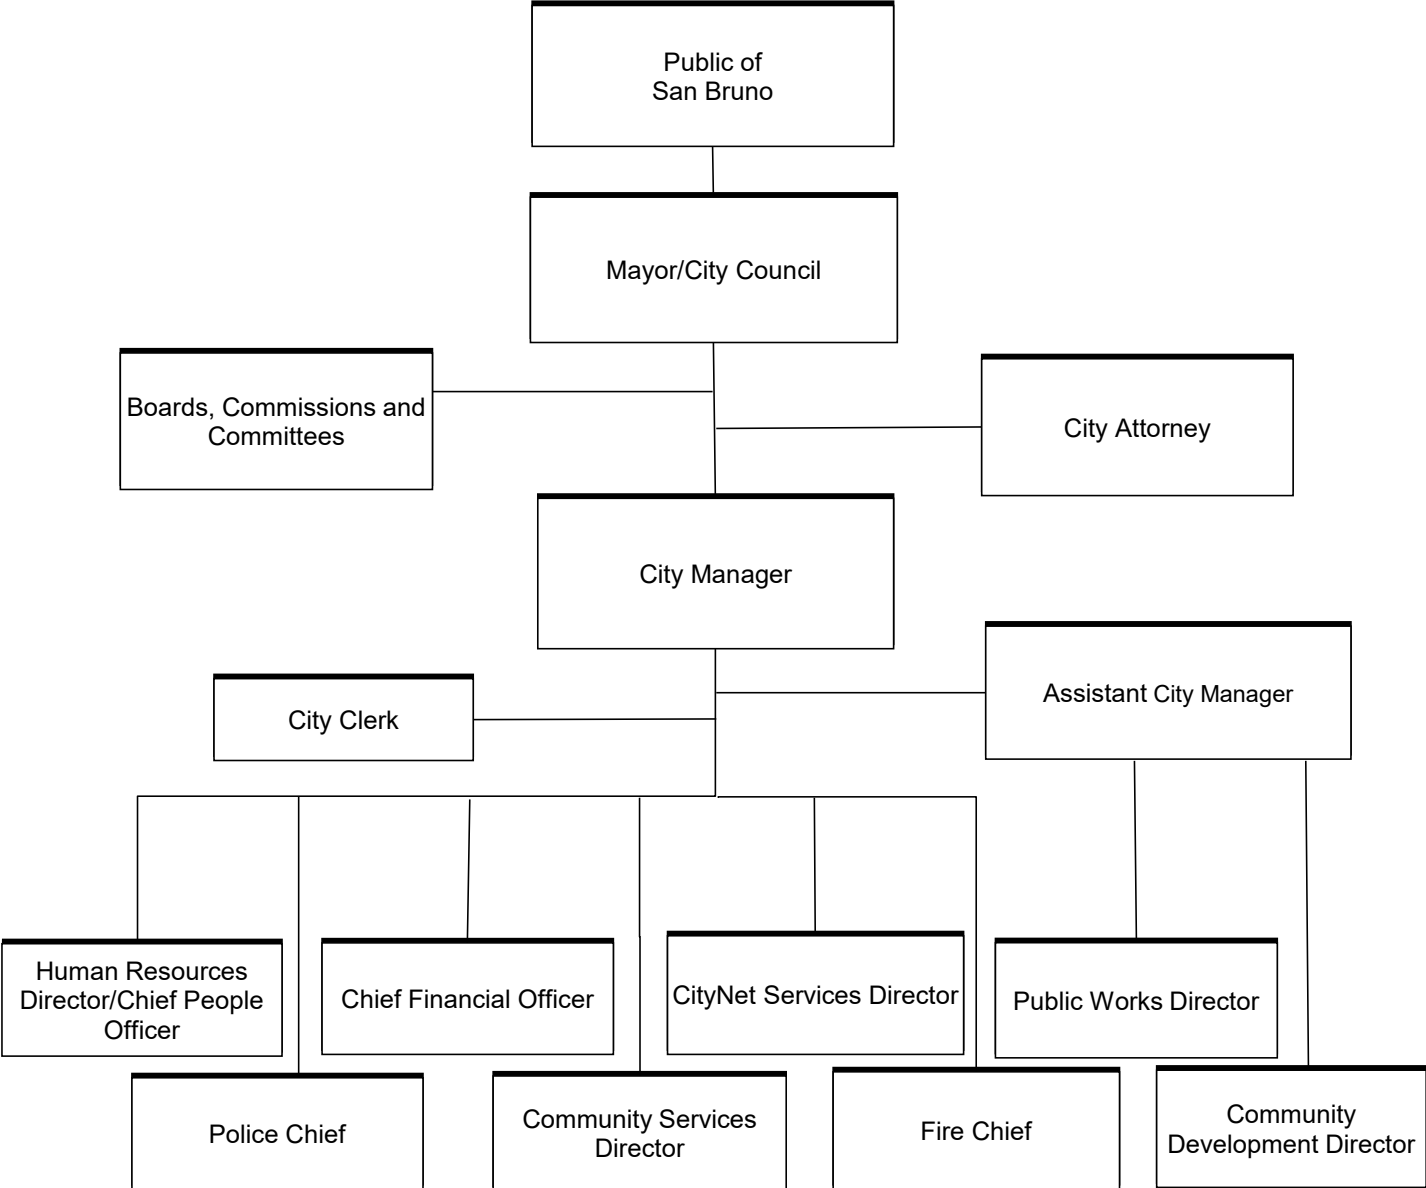 Public of
San Bruno
Mayor/City Council
Boards, Commissions and
Committees
City Attorney
City Manager
Assistant City Manager
City Clerk
Human Resources
Director/Chief People
Officer
Chief Financial Officer
CityNet Services Director
Public Works Director
Police Chief
Community Services
Director
Fire Chief
Community
Development Director